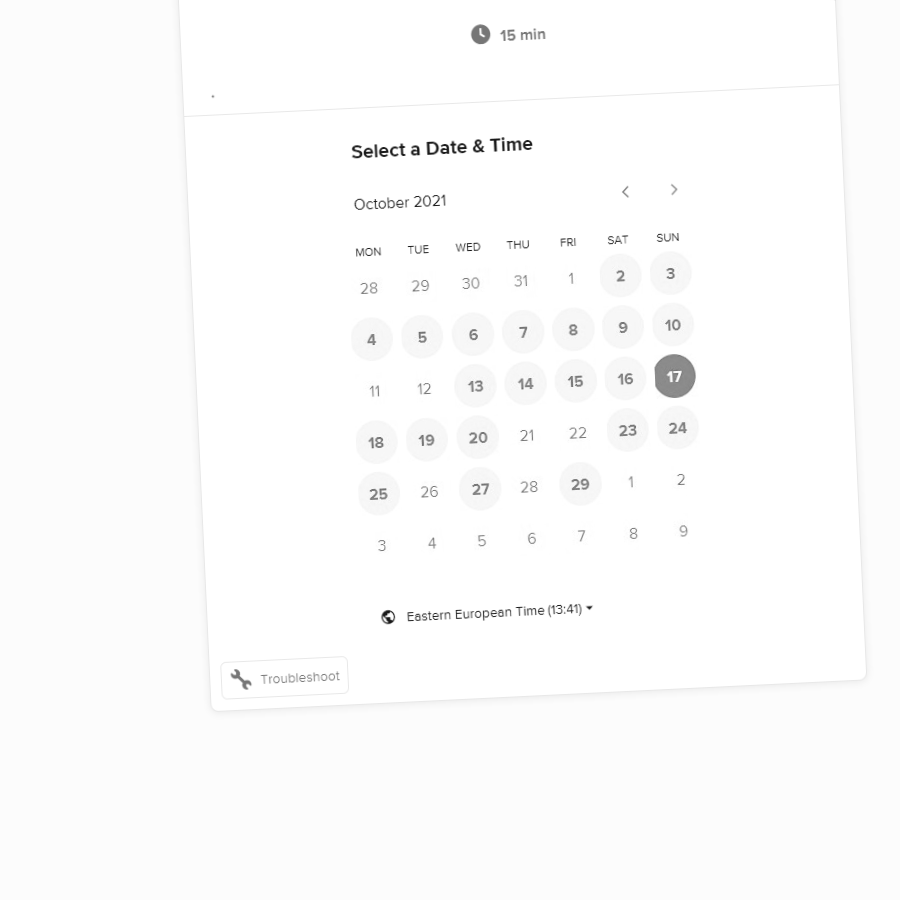 15 min
.
Select a Date & Time
October 2021
MON TUE WED THU FRI SAT SUN
28 29 30 31 1 2 3
4 5 6 7 8 9 10
11 12 13 14 15 16 17
18 19 20 21 22 23 24
25 26 27 28 29 1 2
3 4 5 6 7 8 9
Eastern European Time (13:41)
Troubleshoot